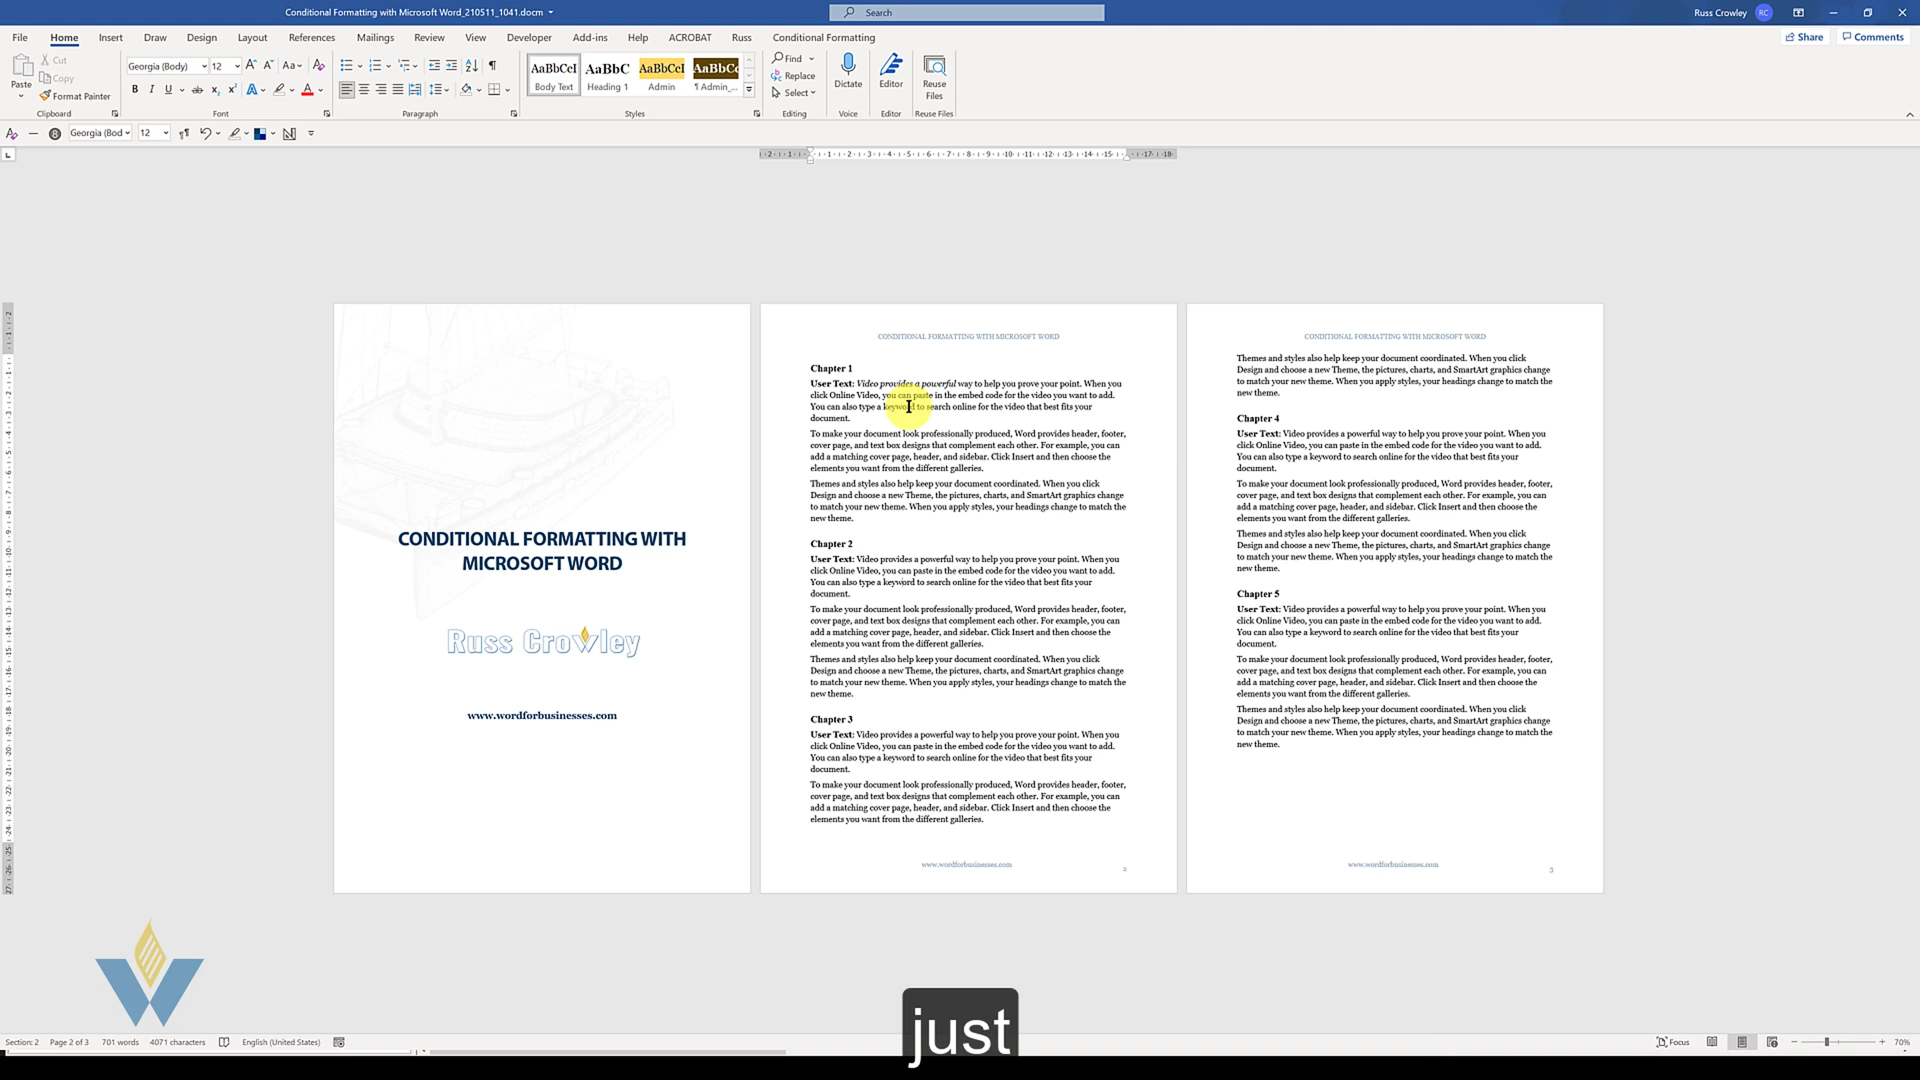 Conditional Formatting with Microsoft Word_210511_1041.docm
Search
Russ Crowley RC
File Home Insert Draw Design Layout References Mailings Review View Developer Add-ins Help ACROBAT Russ Conditional Formatting
Share Comments
Paste Cut Copy Format Painter
Georgia (Body) 12
AaBbCcI AaBbC AaBbCcI AaBbCc
Body Text Heading 1 Admin ¶ Admin_...
Find Replace Select
Dictate Editor Reuse Files
Clipboard Font Paragraph Styles Editing Voice Editor Reuse Files
Georgia (Bod 12
CONDITIONAL FORMATTING WITH
MICROSOFT WORD
Russ Crowley
www.wordforbusinesses.com
CONDITIONAL FORMATTING WITH MICROSOFT WORD
Chapter 1
User Text: Video provides a powerful way to help you prove your point. When you
click Online Video, you can paste in the embed code for the video you want to add.
You can also type a keyword to search online for the video that best fits your
document.
To make your document look professionally produced, Word provides header, footer,
cover page, and text box designs that complement each other. For example, you can
add a matching cover page, header, and sidebar. Click Insert and then choose the
elements you want from the different galleries.
Themes and styles also help keep your document coordinated. When you click
Design and choose a new Theme, the pictures, charts, and SmartArt graphics change
to match your new theme. When you apply styles, your headings change to match the
new theme.
Chapter 2
User Text: Video provides a powerful way to help you prove your point. When you
click Online Video, you can paste in the embed code for the video you want to add.
You can also type a keyword to search online for the video that best fits your
document.
To make your document look professionally produced, Word provides header, footer,
cover page, and text box designs that complement each other. For example, you can
add a matching cover page, header, and sidebar. Click Insert and then choose the
elements you want from the different galleries.
Themes and styles also help keep your document coordinated. When you click
Design and choose a new Theme, the pictures, charts, and SmartArt graphics change
to match your new theme. When you apply styles, your headings change to match the
new theme.
Chapter 3
User Text: Video provides a powerful way to help you prove your point. When you
click Online Video, you can paste in the embed code for the video you want to add.
You can also type a keyword to search online for the video that best fits your
document.
To make your document look professionally produced, Word provides header, footer,
cover page, and text box designs that complement each other. For example, you can
add a matching cover page, header, and sidebar. Click Insert and then choose the
elements you want from the different galleries.
www.wordforbusinesses.com
2
CONDITIONAL FORMATTING WITH MICROSOFT WORD
Themes and styles also help keep your document coordinated. When you click
Design and choose a new Theme, the pictures, charts, and SmartArt graphics change
to match your new theme. When you apply styles, your headings change to match the
new theme.
Chapter 4
User Text: Video provides a powerful way to help you prove your point. When you
click Online Video, you can paste in the embed code for the video you want to add.
You can also type a keyword to search online for the video that best fits your
document.
To make your document look professionally produced, Word provides header, footer,
cover page, and text box designs that complement each other. For example, you can
add a matching cover page, header, and sidebar. Click Insert and then choose the
elements you want from the different galleries.
Themes and styles also help keep your document coordinated. When you click
Design and choose a new Theme, the pictures, charts, and SmartArt graphics change
to match your new theme. When you apply styles, your headings change to match the
new theme.
Chapter 5
User Text: Video provides a powerful way to help you prove your point. When you
click Online Video, you can paste in the embed code for the video you want to add.
You can also type a keyword to search online for the video that best fits your
document.
To make your document look professionally produced, Word provides header, footer,
cover page, and text box designs that complement each other. For example, you can
add a matching cover page, header, and sidebar. Click Insert and then choose the
elements you want from the different galleries.
Themes and styles also help keep your document coordinated. When you click
Design and choose a new Theme, the pictures, charts, and SmartArt graphics change
to match your new theme. When you apply styles, your headings change to match the
new theme.
www.wordforbusinesses.com
3
just
Section: 2 Page 2 of 3 701 words 4071 characters English (United States) Focus 70%